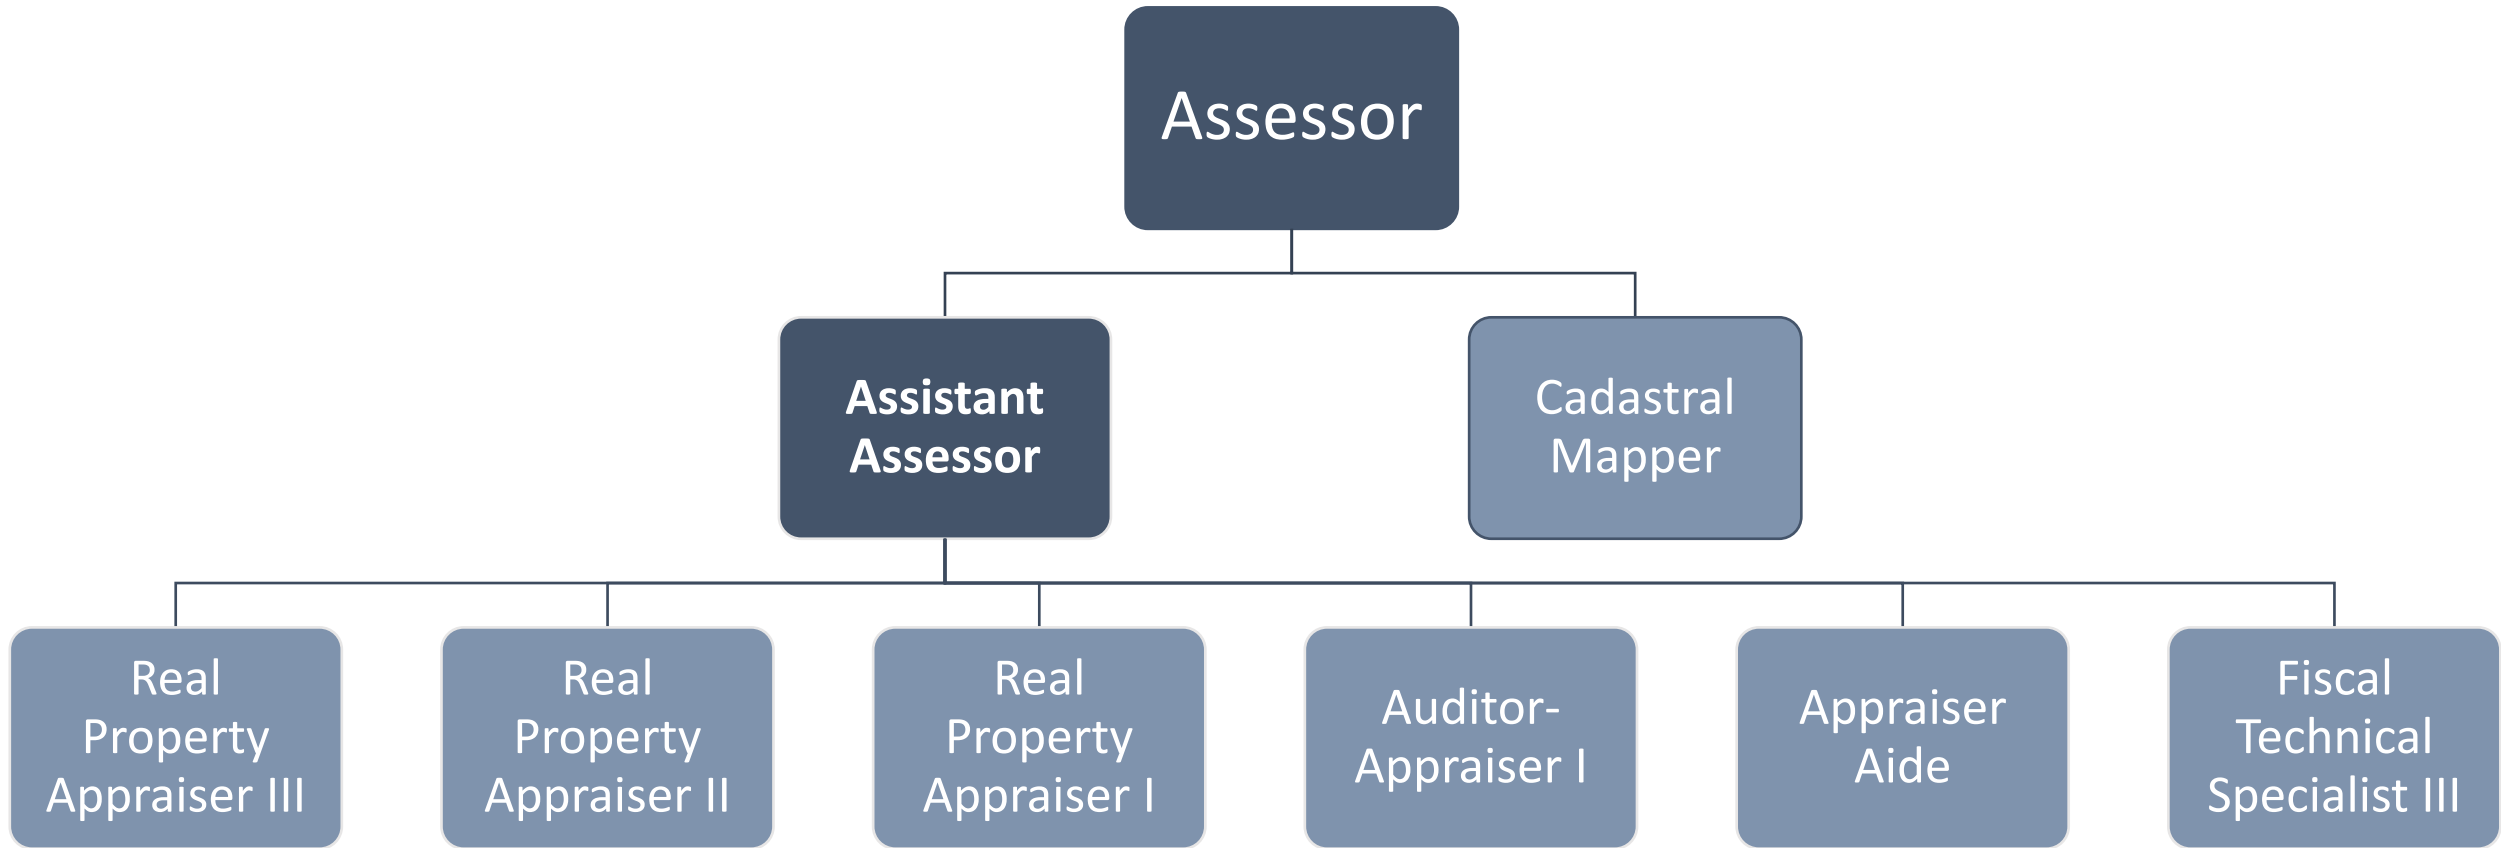 Assessor
Assistant
Assessor
Cadastral
Mapper
Real
Property
Appraiser III
Real
Property
Appraiser II
Real
Property
Appraiser I
Auditor-
Appraiser I
Appraiser
Aide
Fiscal
Technical
Specialist III